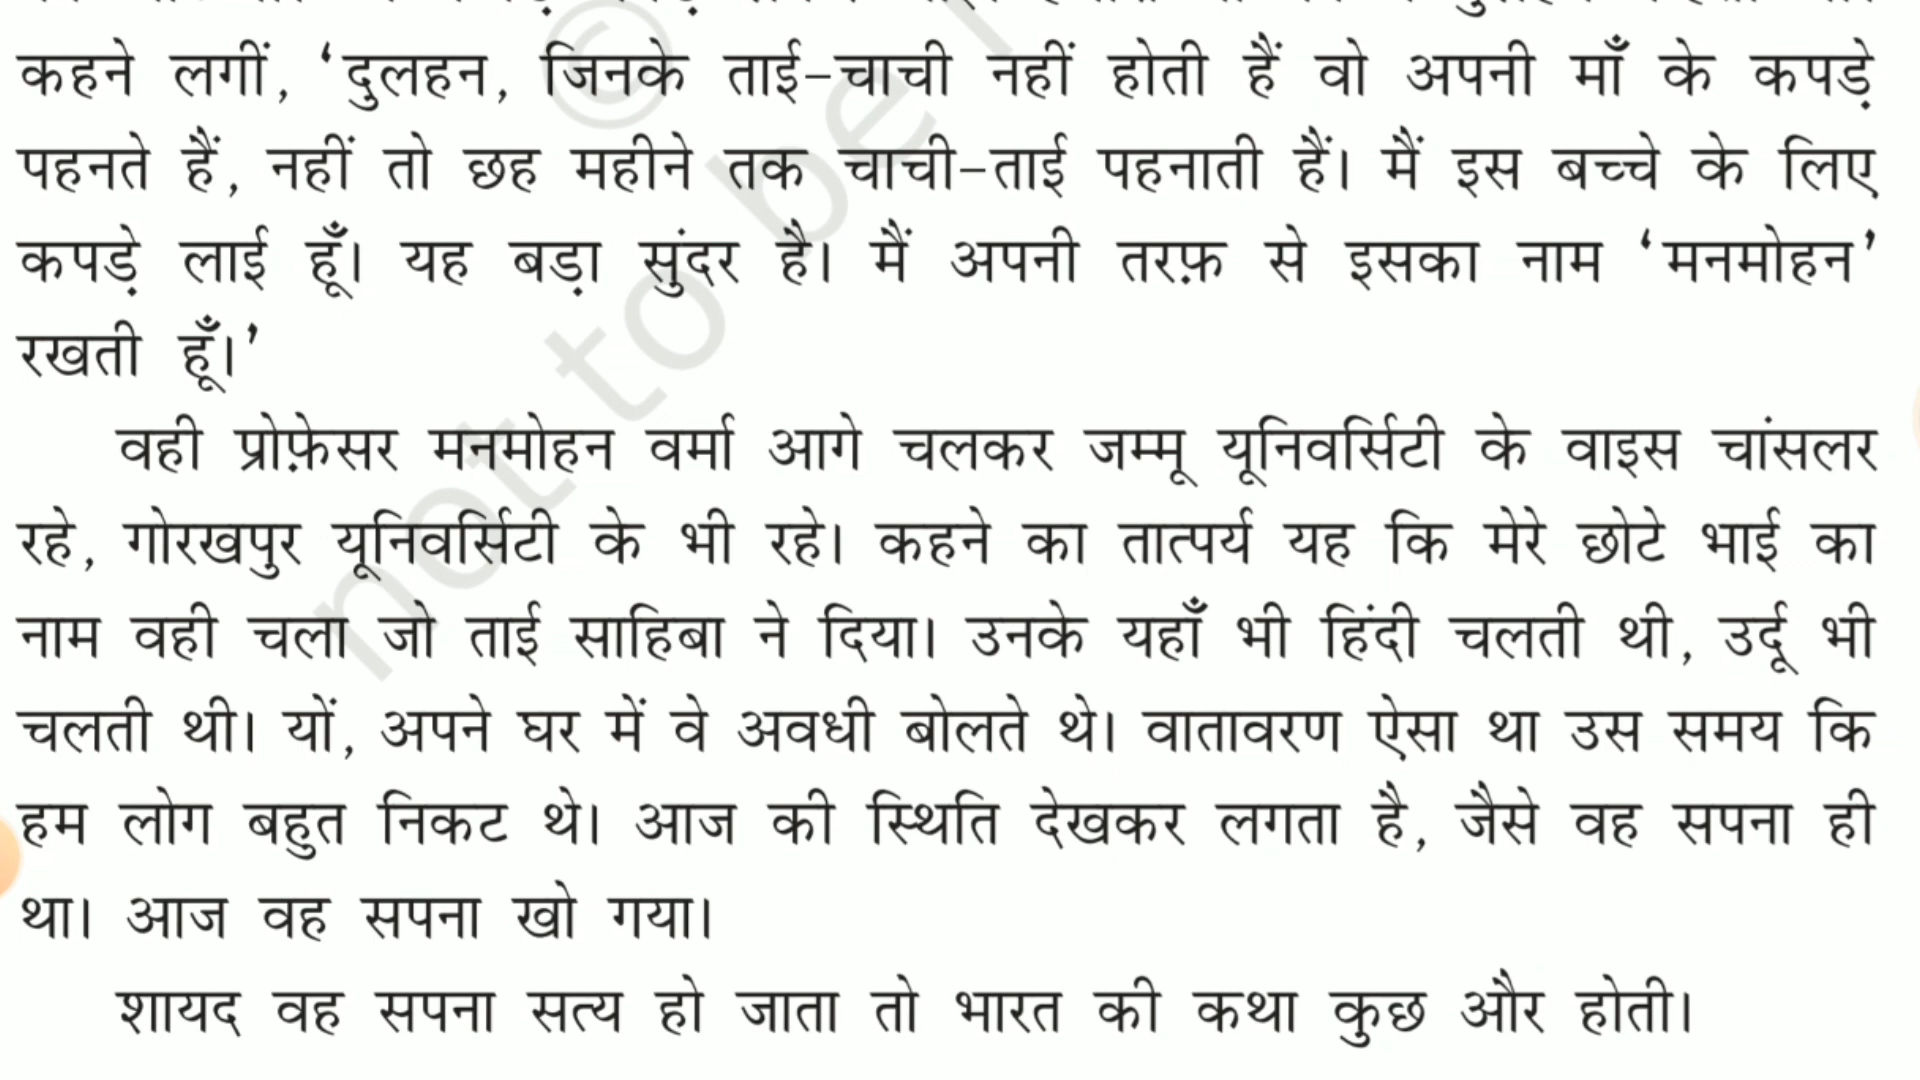 कहने लगीं, ‘दुलहन, जिनके ताई-चाची नहीं होती हैं वो अपनी माँ के कपड़े
पहनते हैं, नहीं तो छह महीने तक चाची-ताई पहनाती हैं। मैं इस बच्चे के लिए
कपड़े लाई हूँ। यह बड़ा सुंदर है। मैं अपनी तरफ़ से इसका नाम ‘मनमोहन’
रखती हूँ।’
वही प्रोफ़ेसर मनमोहन वर्मा आगे चलकर जम्मू यूनिवर्सिटी के वाइस चांसलर
रहे, गोरखपुर यूनिवर्सिटी के भी रहे। कहने का तात्पर्य यह कि मेरे छोटे भाई का
नाम वही चला जो ताई साहिबा ने दिया। उनके यहाँ भी हिंदी चलती थी, उर्दू भी
चलती थी। यों, अपने घर में वे अवधी बोलते थे। वातावरण ऐसा था उस समय कि
हम लोग बहुत निकट थे। आज की स्थिति देखकर लगता है, जैसे वह सपना ही
था। आज वह सपना खो गया।
शायद वह सपना सत्य हो जाता तो भारत की कथा कुछ और होती।
©
not to be